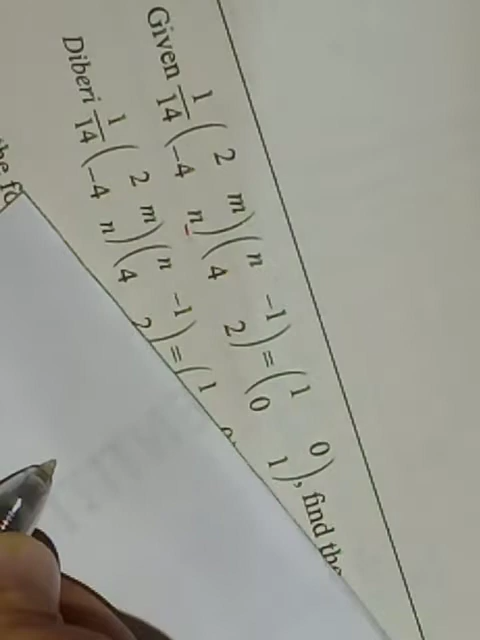 Given 1/14 ( 2 m ; -4 n ) ( n -1 ; 4 2 ) = ( 1 0 ; 0 1 ), find the
Diberi 1/14 ( 2 m ; -4 n ) ( n -1 ; 4 2 ) = ( 1
the